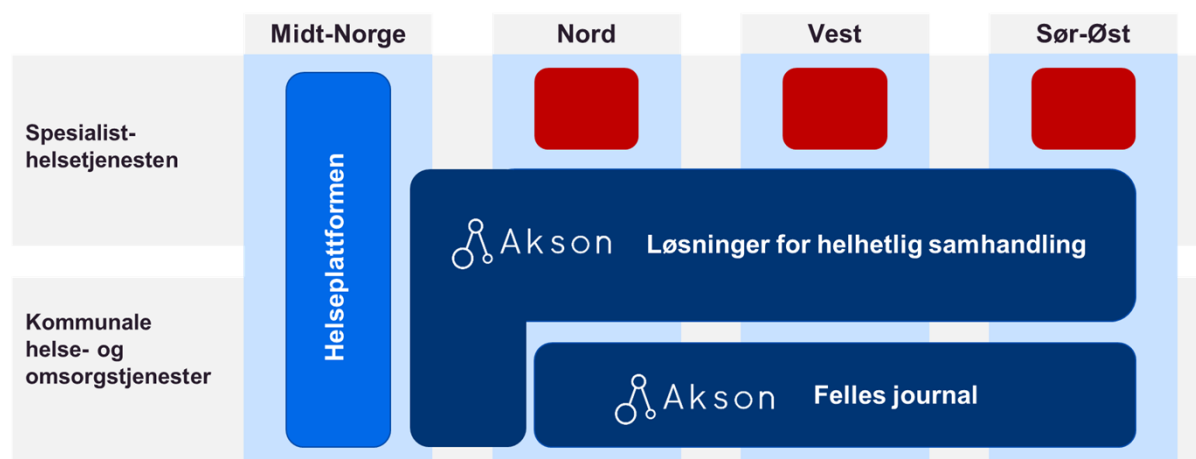 Midt-Norge
Nord
Vest
Sør-Øst
Spesialist-
helsetjenesten
Helseplattformen
Akson
Løsninger for helhetlig samhandling
Kommunale
helse- og
omsorgstjenester
Akson
Felles journal